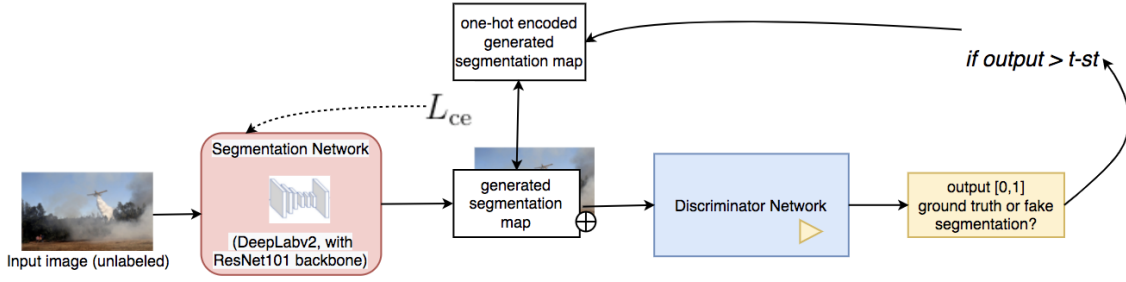 one-hot encoded
generated
segmentation map
if output > t-st
L_ce
Segmentation Network
(DeepLabv2, with
ResNet101 backbone)
Input image (unlabeled)
generated
segmentation
map
Discriminator Network
output [0,1]
ground truth or fake
segmentation?